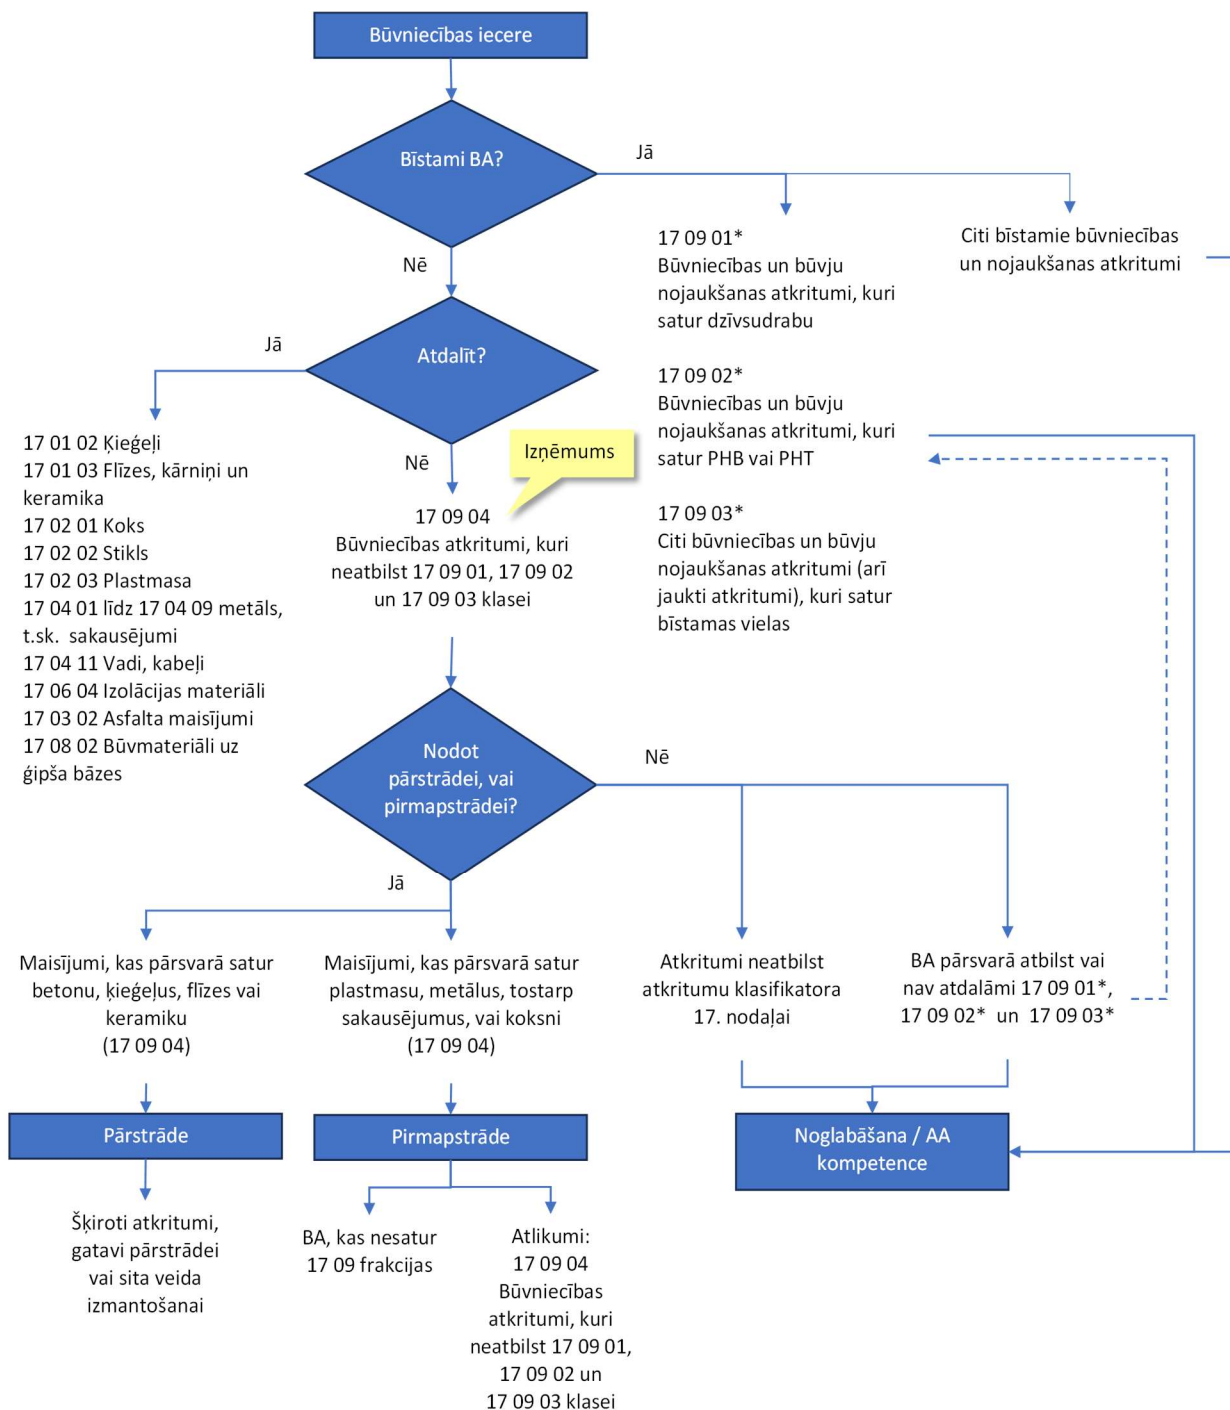 Būvniecības iecere
Bīstami BA?
Jā
17 09 01*
Būvniecības un būvju
nojaukšanas atkritumi, kuri
satur dzīvsudrabu
17 09 02*
Būvniecības un būvju
nojaukšanas atkritumi, kuri
satur PHB vai PHT
17 09 03*
Citi būvniecības un būvju
nojaukšanas atkritumi (arī
jaukti atkritumi), kuri satur
bīstamas vielas
Citi bīstamie būvniecības
un nojaukšanas atkritumi
Nē
Atdalīt?
Jā
17 01 02 Ķieģeļi
17 01 03 Flīzes, kārniņi un
keramika
17 02 01 Koks
17 02 02 Stikls
17 02 03 Plastmasa
17 04 01 līdz 17 04 09 metāls,
t.sk. sakausējumi
17 04 11 Vadi, kabeļi
17 06 04 Izolācijas materiāli
17 03 02 Asfalta maisījumi
17 08 02 Būvmateriāli uz
ģipša bāzes
Nē
Izņēmums
17 09 04
Būvniecības atkritumi, kuri
neatbilst 17 09 01, 17 09 02
un 17 09 03 klasei
Nodot
pārstrādei, vai
pirmapstrādei?
Nē
Jā
Maisījumi, kas pārsvarā satur
betonu, ķieģeļus, flīzes vai
keramiku
(17 09 04)
Maisījumi, kas pārsvarā satur
plastmasu, metālus, tostarp
sakausējumus, vai koksni
(17 09 04)
Atkritumi neatbilst
atkritumu klasifikatora
17. nodaļai
BA pārsvarā atbilst vai
nav atdalāmi 17 09 01*,
17 09 02* un 17 09 03*
Pārstrāde
Pirmapstrāde
Noglabāšana / AA
kompetence
Šķiroti atkritumi,
gatavi pārstrādei
vai sita veida
izmantošanai
BA, kas nesatur
17 09 frakcijas
Atlikumi:
17 09 04
Būvniecības
atkritumi, kuri
neatbilst 17 09 01,
17 09 02 un
17 09 03 klasei